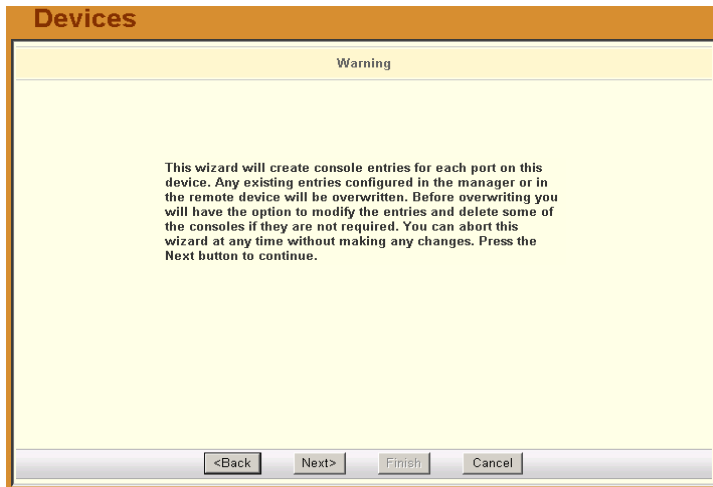 Devices
Warning
This wizard will create console entries for each port on this
device. Any existing entries configured in the manager or in
the remote device will be overwritten. Before overwriting you
will have the option to modify the entries and delete some of
the consoles if they are not required. You can abort this
wizard at any time without making any changes. Press the
Next button to continue.
<Back Next> Finish Cancel